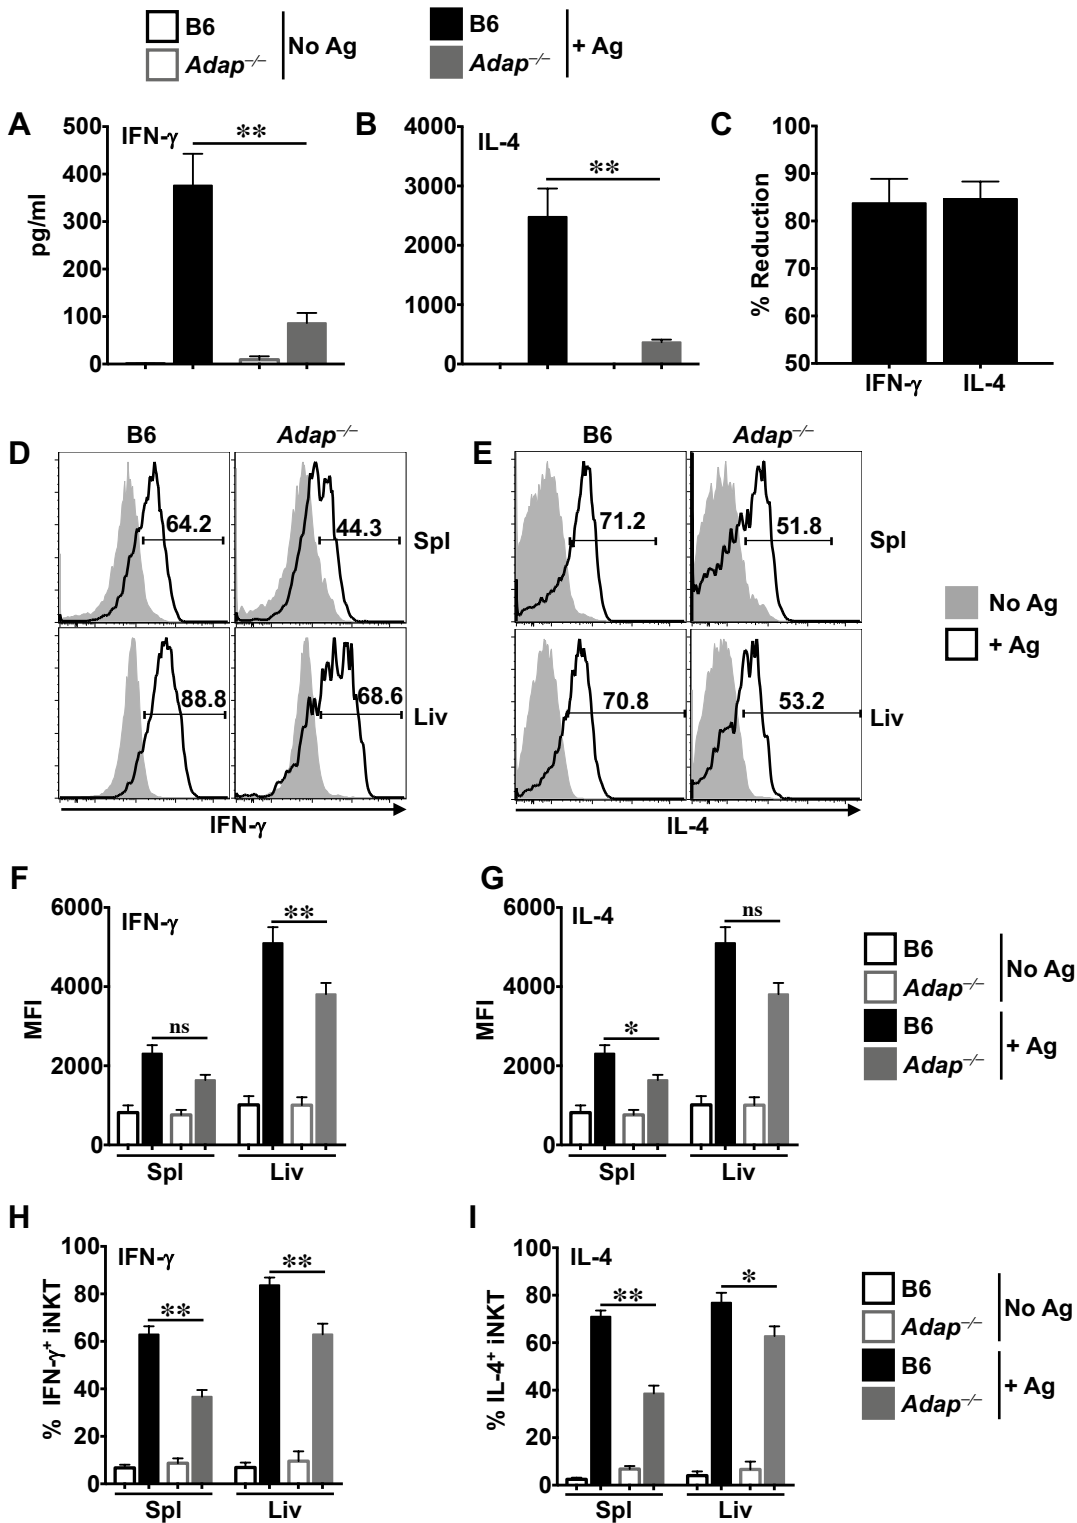 B6
Adap–/–
No Ag
B6
Adap–/–
+ Ag
A
IFN-γ
**
500
400
300
200
100
0
pg/ml
B
IL-4
**
4000
3000
2000
1000
0
C
100
90
80
70
60
50
% Reduction
IFN-γ
IL-4
D
B6
Adap–/–
64.2
44.3
Spl
88.8
68.6
Liv
IFN-γ
E
B6
Adap–/–
71.2
51.8
Spl
70.8
53.2
Liv
IL-4
No Ag
+ Ag
F
IFN-γ
6000
4000
2000
0
MFI
ns
**
Spl
Liv
G
IL-4
6000
4000
2000
0
MFI
*
ns
Spl
Liv
B6
Adap–/–
No Ag
B6
Adap–/–
+ Ag
H
IFN-γ
100
80
60
40
20
0
% IFN-γ+ iNKT
**
**
Spl
Liv
I
IL-4
100
80
60
40
20
0
% IL-4+ iNKT
**
*
Spl
Liv
B6
Adap–/–
No Ag
B6
Adap–/–
+ Ag